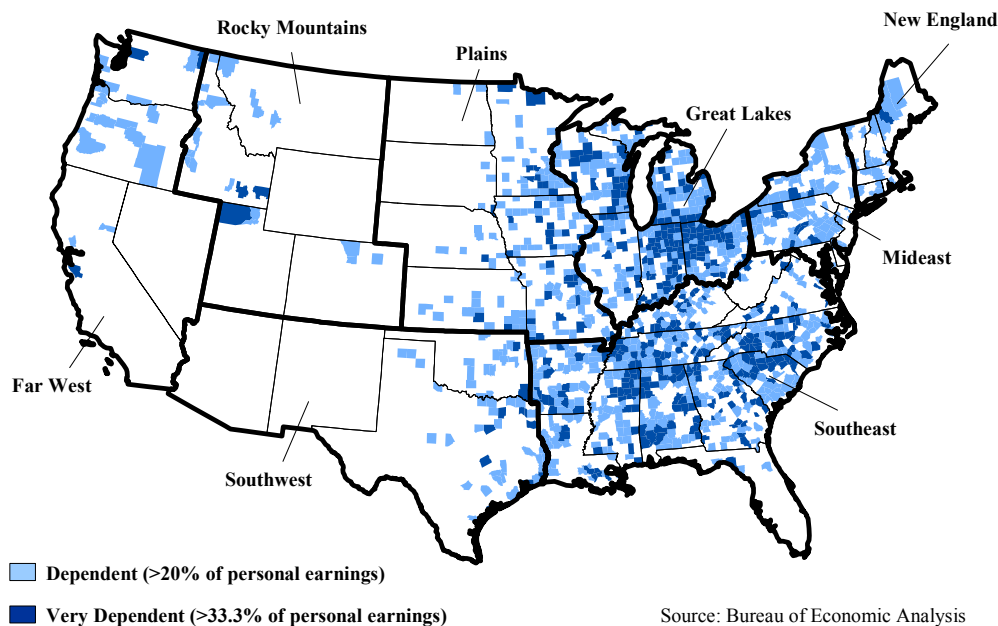 New England
Rocky Mountains
Plains
Great Lakes
Mideast
Far West
Southeast
Southwest
Dependent (>20% of personal earnings)
Very Dependent (>33.3% of personal earnings)
Source: Bureau of Economic Analysis